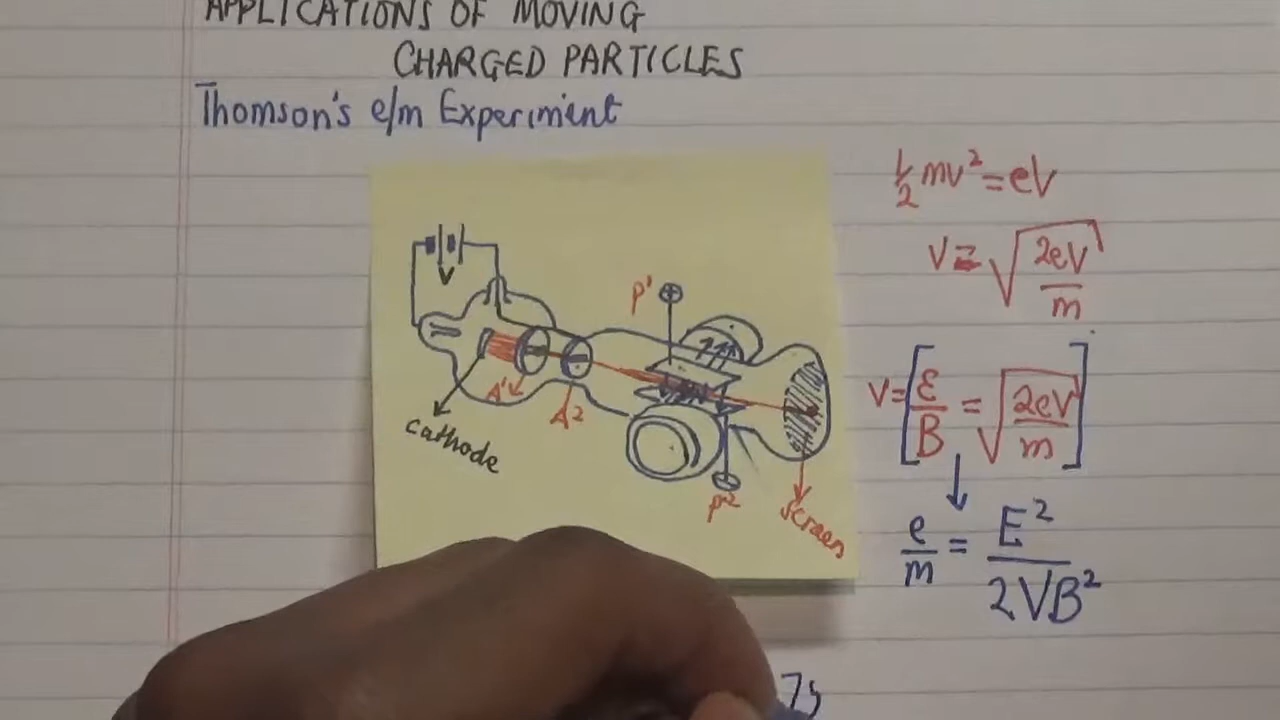 APPLICATIONS OF MOVING
CHARGED PARTICLES
Thomson's e/m Experiment
V
P¹
A¹
A²
cathode
P²
screen
½mv²=eV
V=√(2eV/m)
V=[E/B=√(2eV/m)]
e/m=E²/2VB²
75